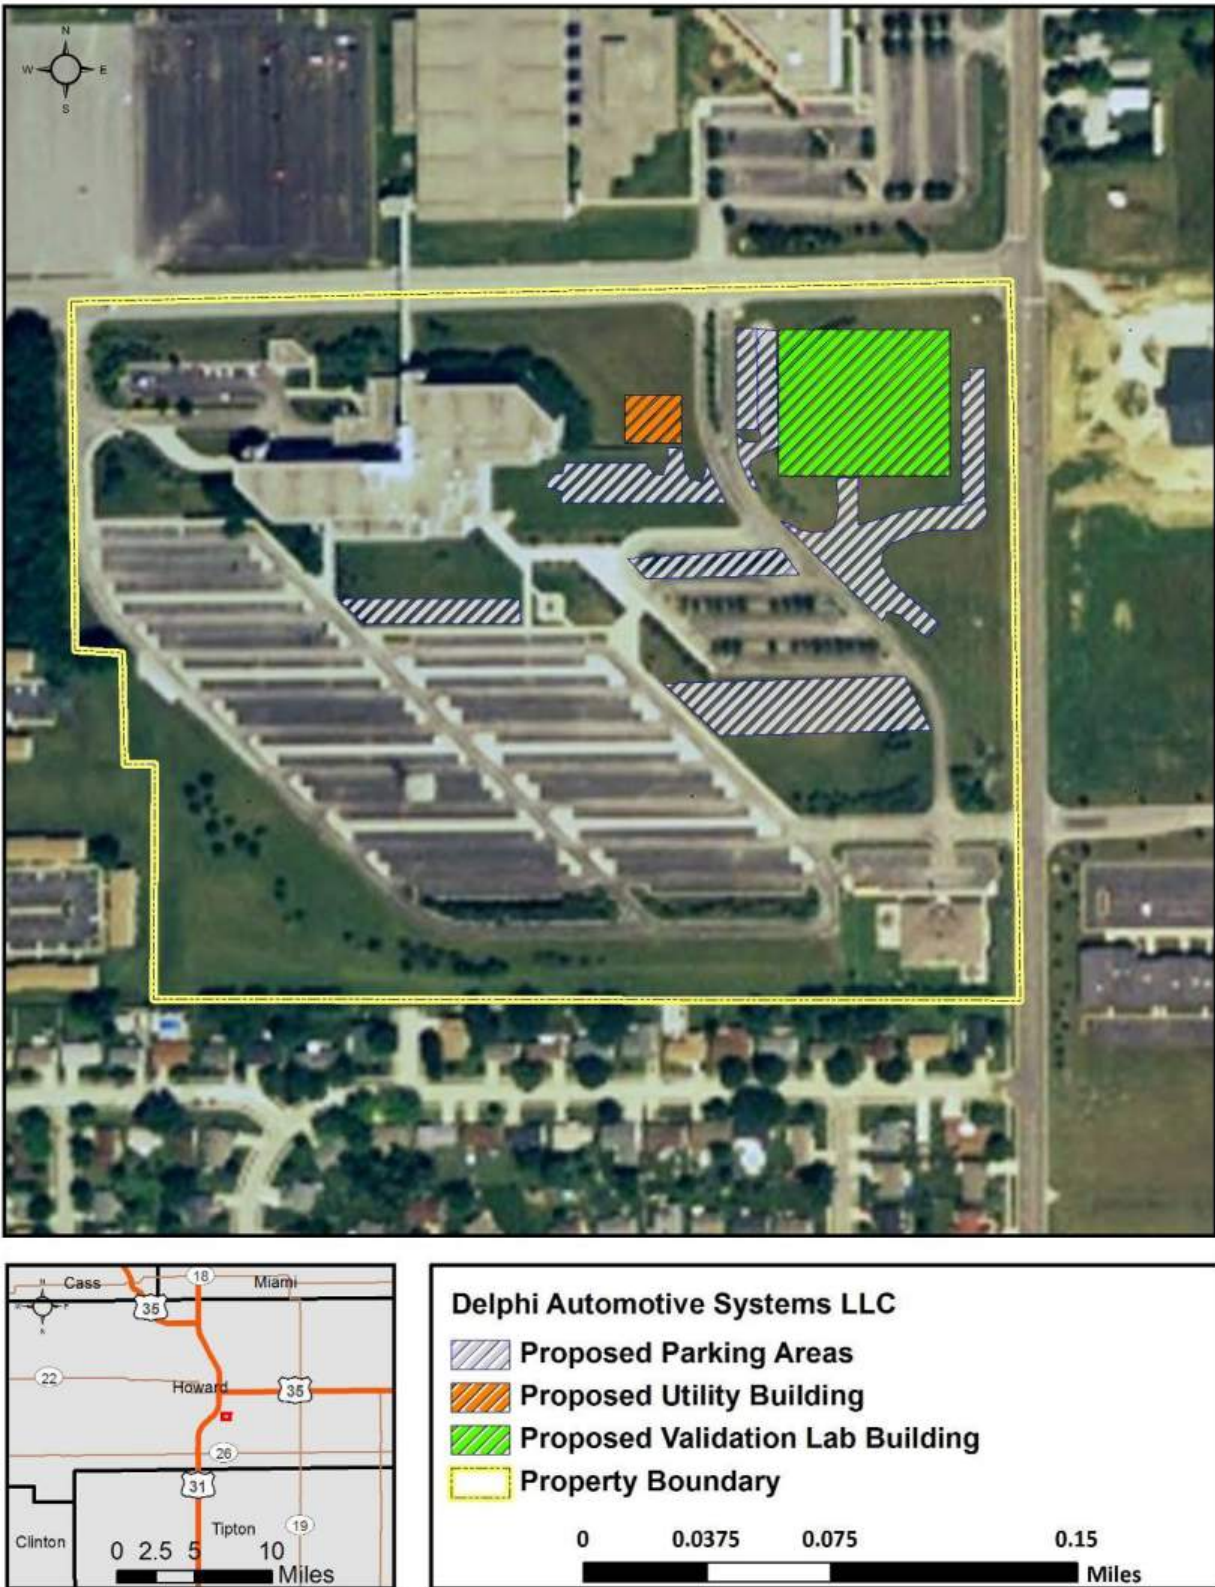 N
W E
S
Cass
18
Miami
N
35
22
Howard
35
26
31
Tipton
19
Clinton
0 2.5 5 10
Miles
Delphi Automotive Systems LLC
Proposed Parking Areas
Proposed Utility Building
Proposed Validation Lab Building
Property Boundary
0 0.0375 0.075 0.15
Miles